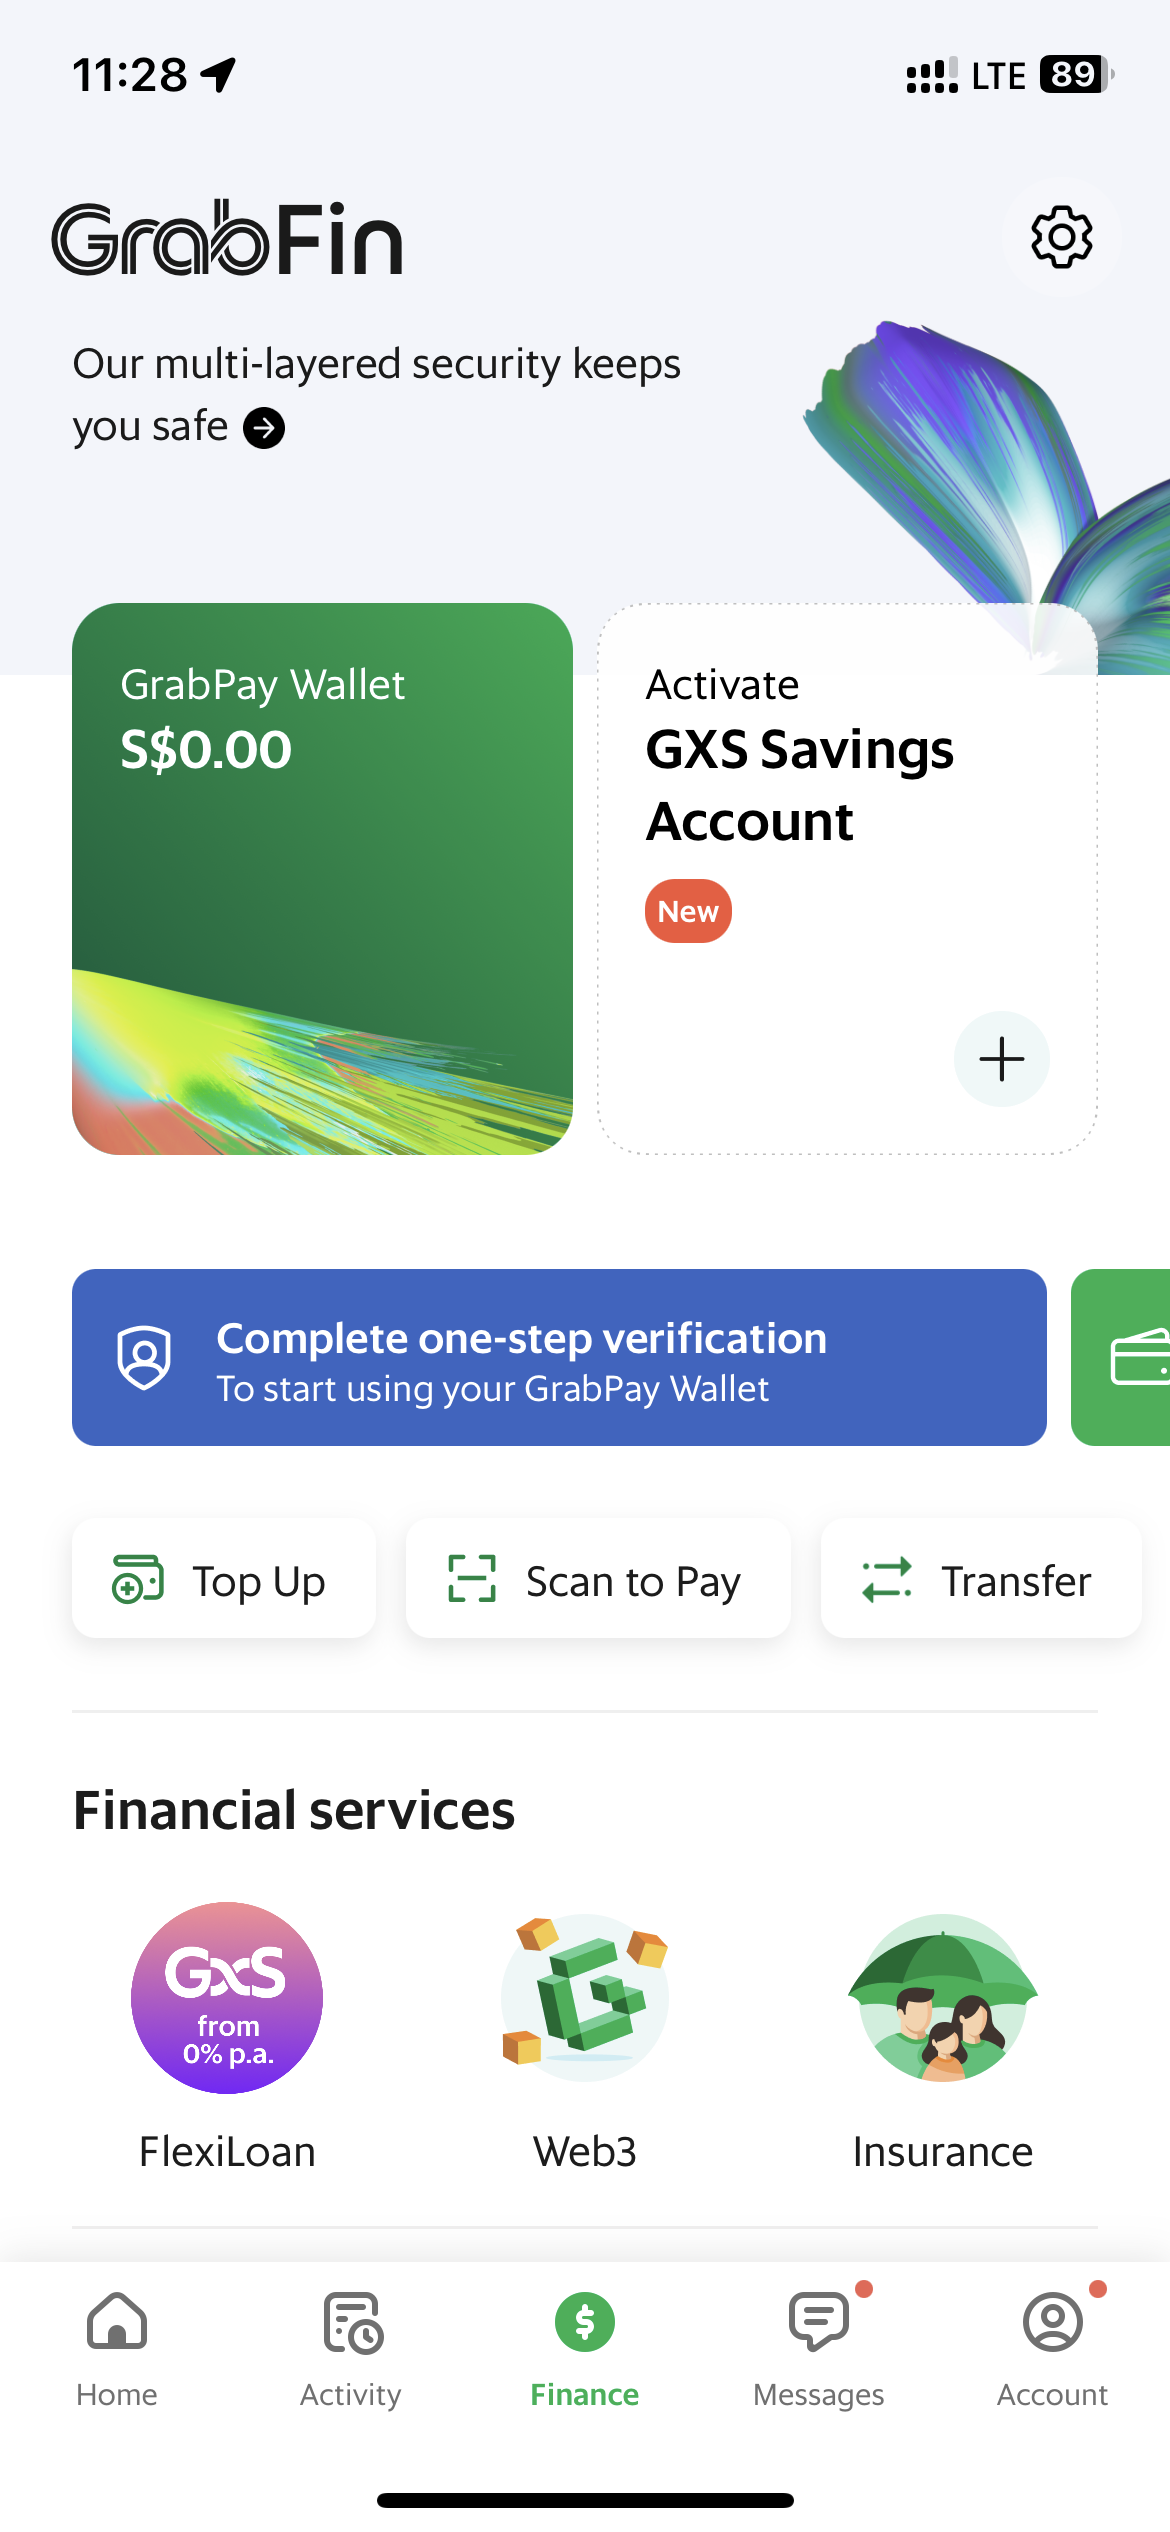 11:28
LTE 89
GrabFin
Our multi-layered security keeps
you safe
GrabPay Wallet
S$0.00
Activate
GXS Savings
Account
New
Complete one-step verification
To start using your GrabPay Wallet
Top Up
Scan to Pay
Transfer
Financial services
GXS
from
0% p.a.
FlexiLoan
Web3
Insurance
Home
Activity
Finance
Messages
Account